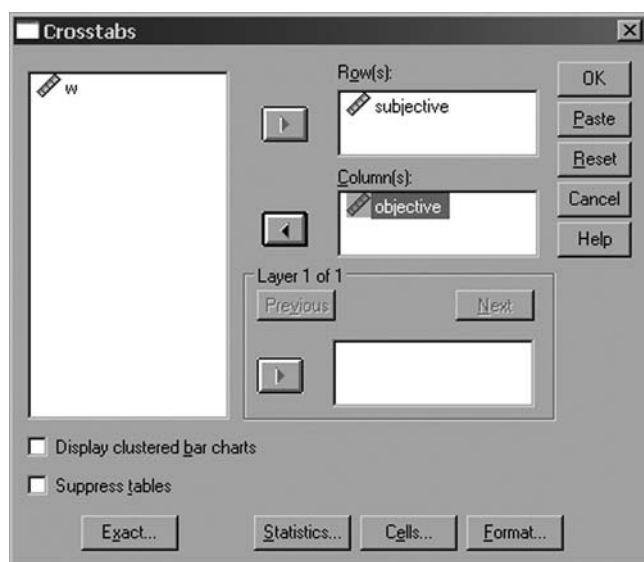 Crosstabs
w
Row(s):
subjective
Column(s):
objective
Layer 1 of 1
Previous
Next
OK
Paste
Reset
Cancel
Help
Display clustered bar charts
Suppress tables
Exact...
Statistics...
Cells...
Format...